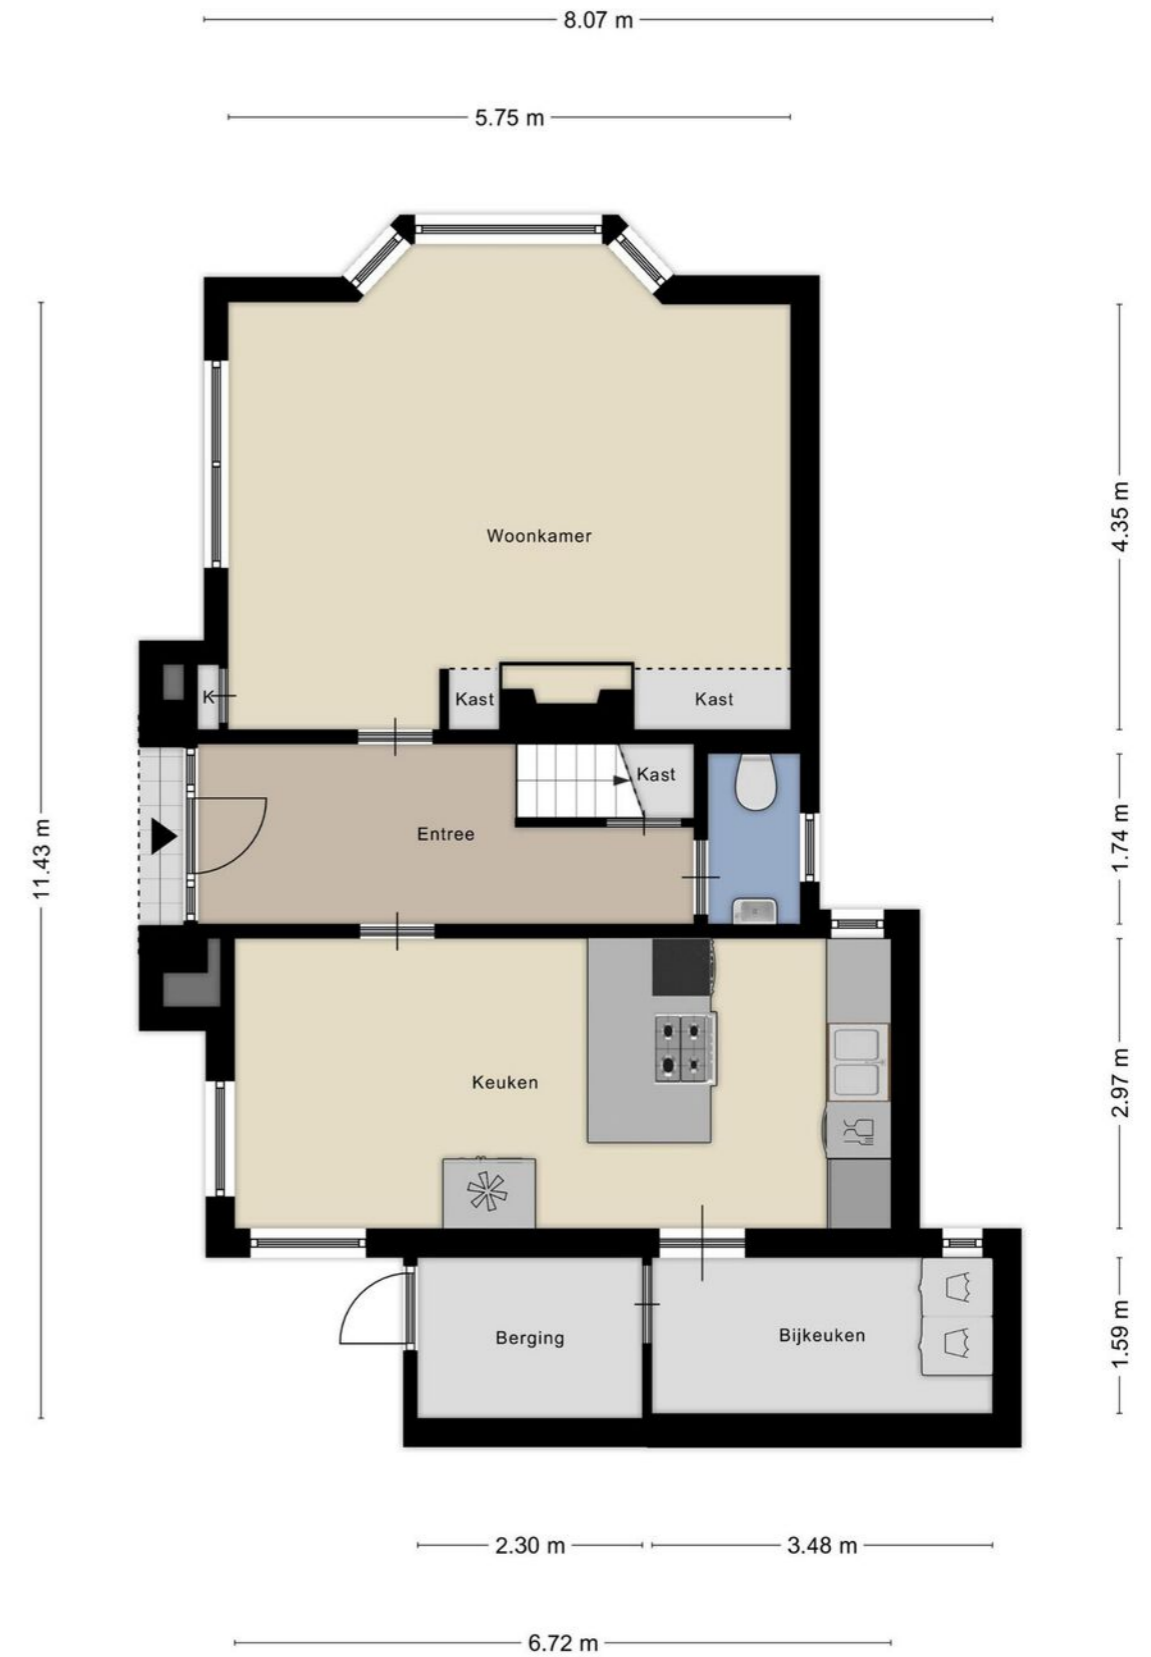 8.07 m
5.75 m
Woonkamer
4.35 m
K
Kast
Kast
Kast
Entree
1.74 m
11.43 m
Keuken
2.97 m
Berging
Bijkeuken
1.59 m
2.30 m
3.48 m
6.72 m